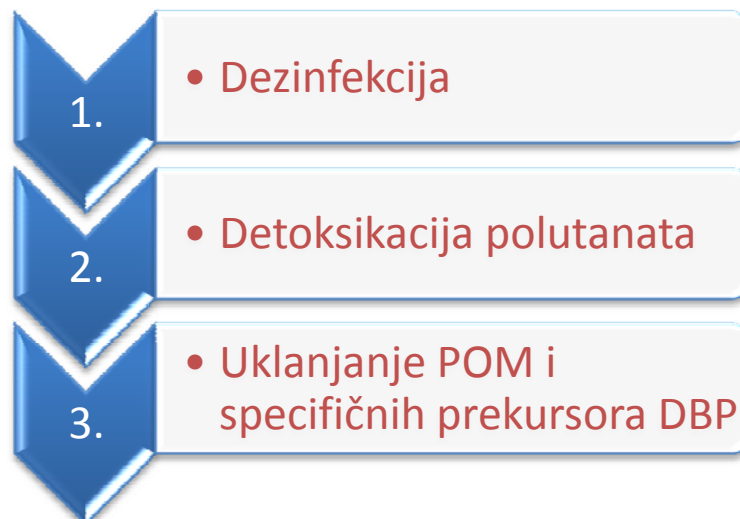 1.
• Dezinfekcija
2.
• Detoksikacija polutanata
3.
• Uklanjanje POM i
specifičnih prekursora DBP